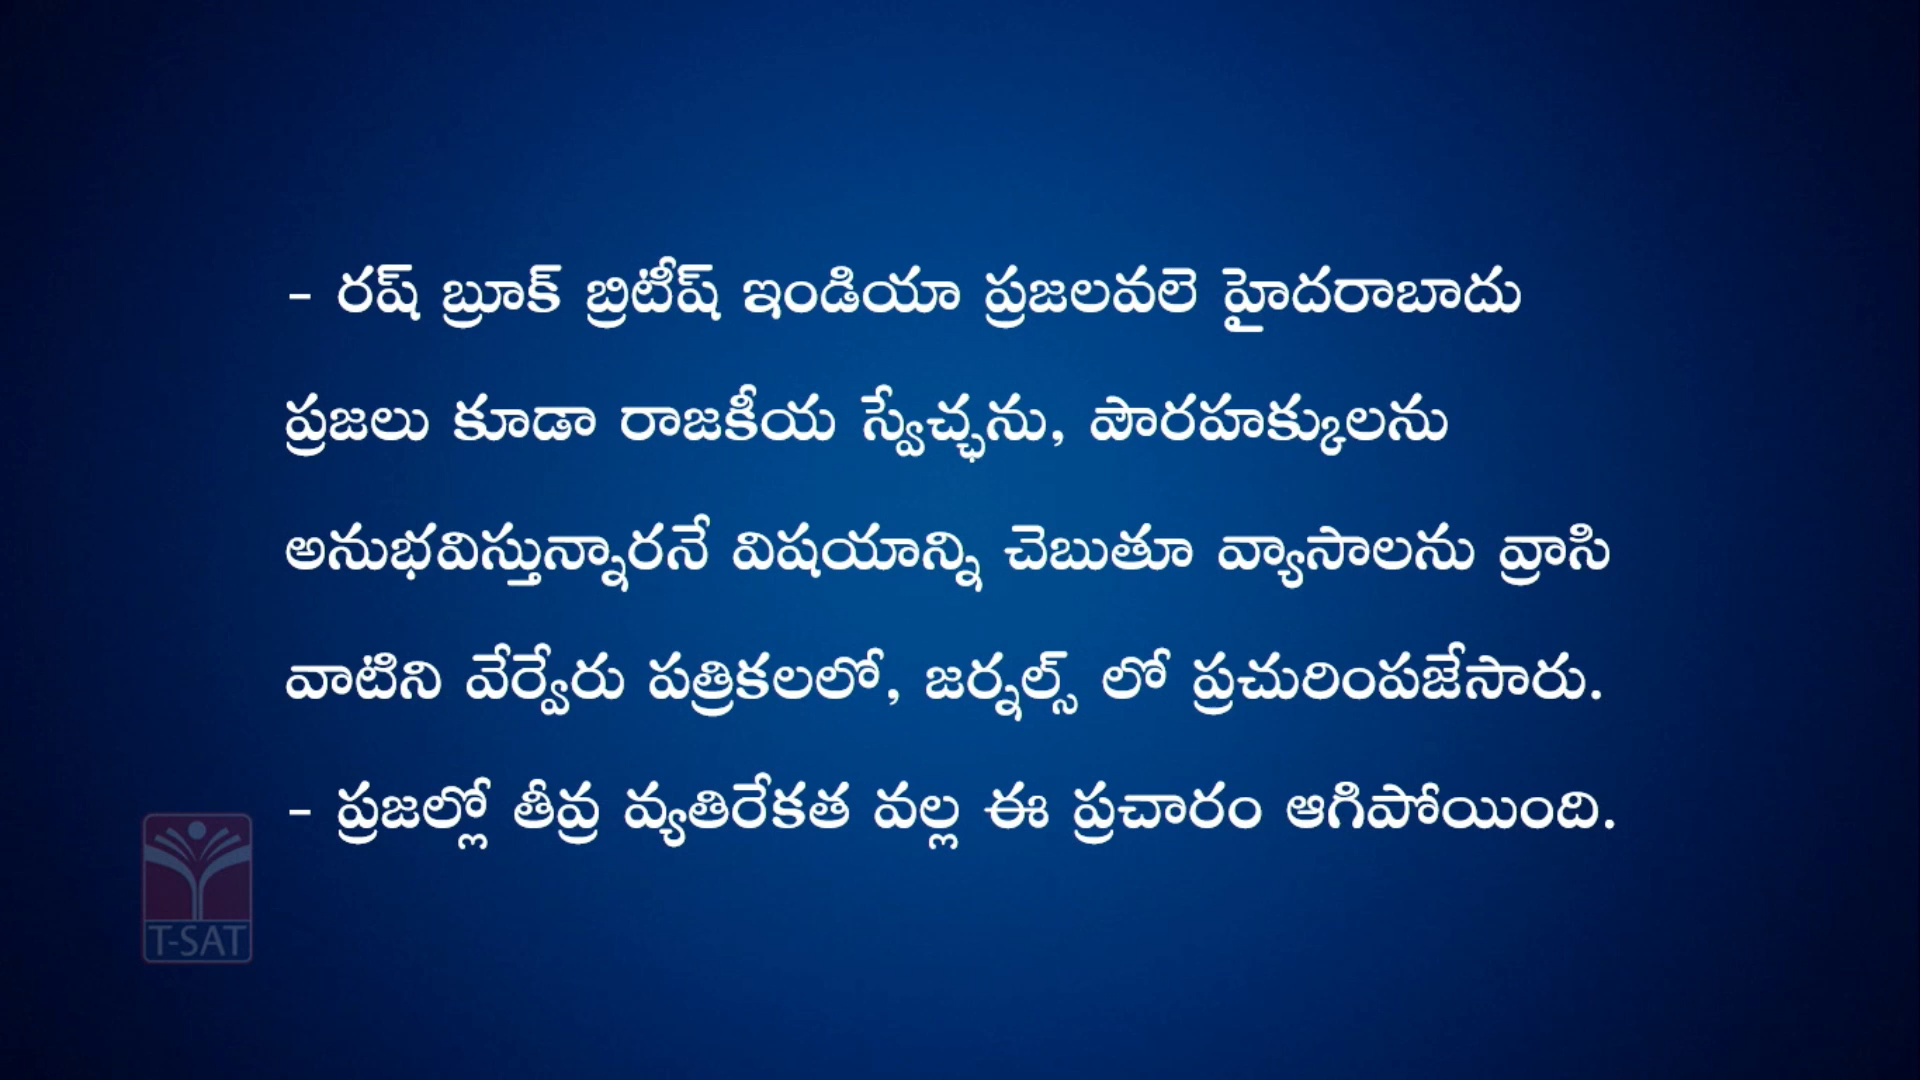 - రష్ బ్రూక్ బ్రిటీష్ ఇండియా ప్రజలవలె హైదరాబాదు
ప్రజలు కూడా రాజకీయ స్వేచ్ఛను, పౌరహక్కులను
అనుభవిస్తున్నారనే విషయాన్ని చెబుతూ వ్యాసాలను వ్రాసి
వాటిని వేర్వేరు పత్రికలలో, జర్నల్స్ లో ప్రచురింపజేసారు.
- ప్రజల్లో తీవ్ర వ్యతిరేకత వల్ల ఈ ప్రచారం ఆగిపోయింది.
T-SAT